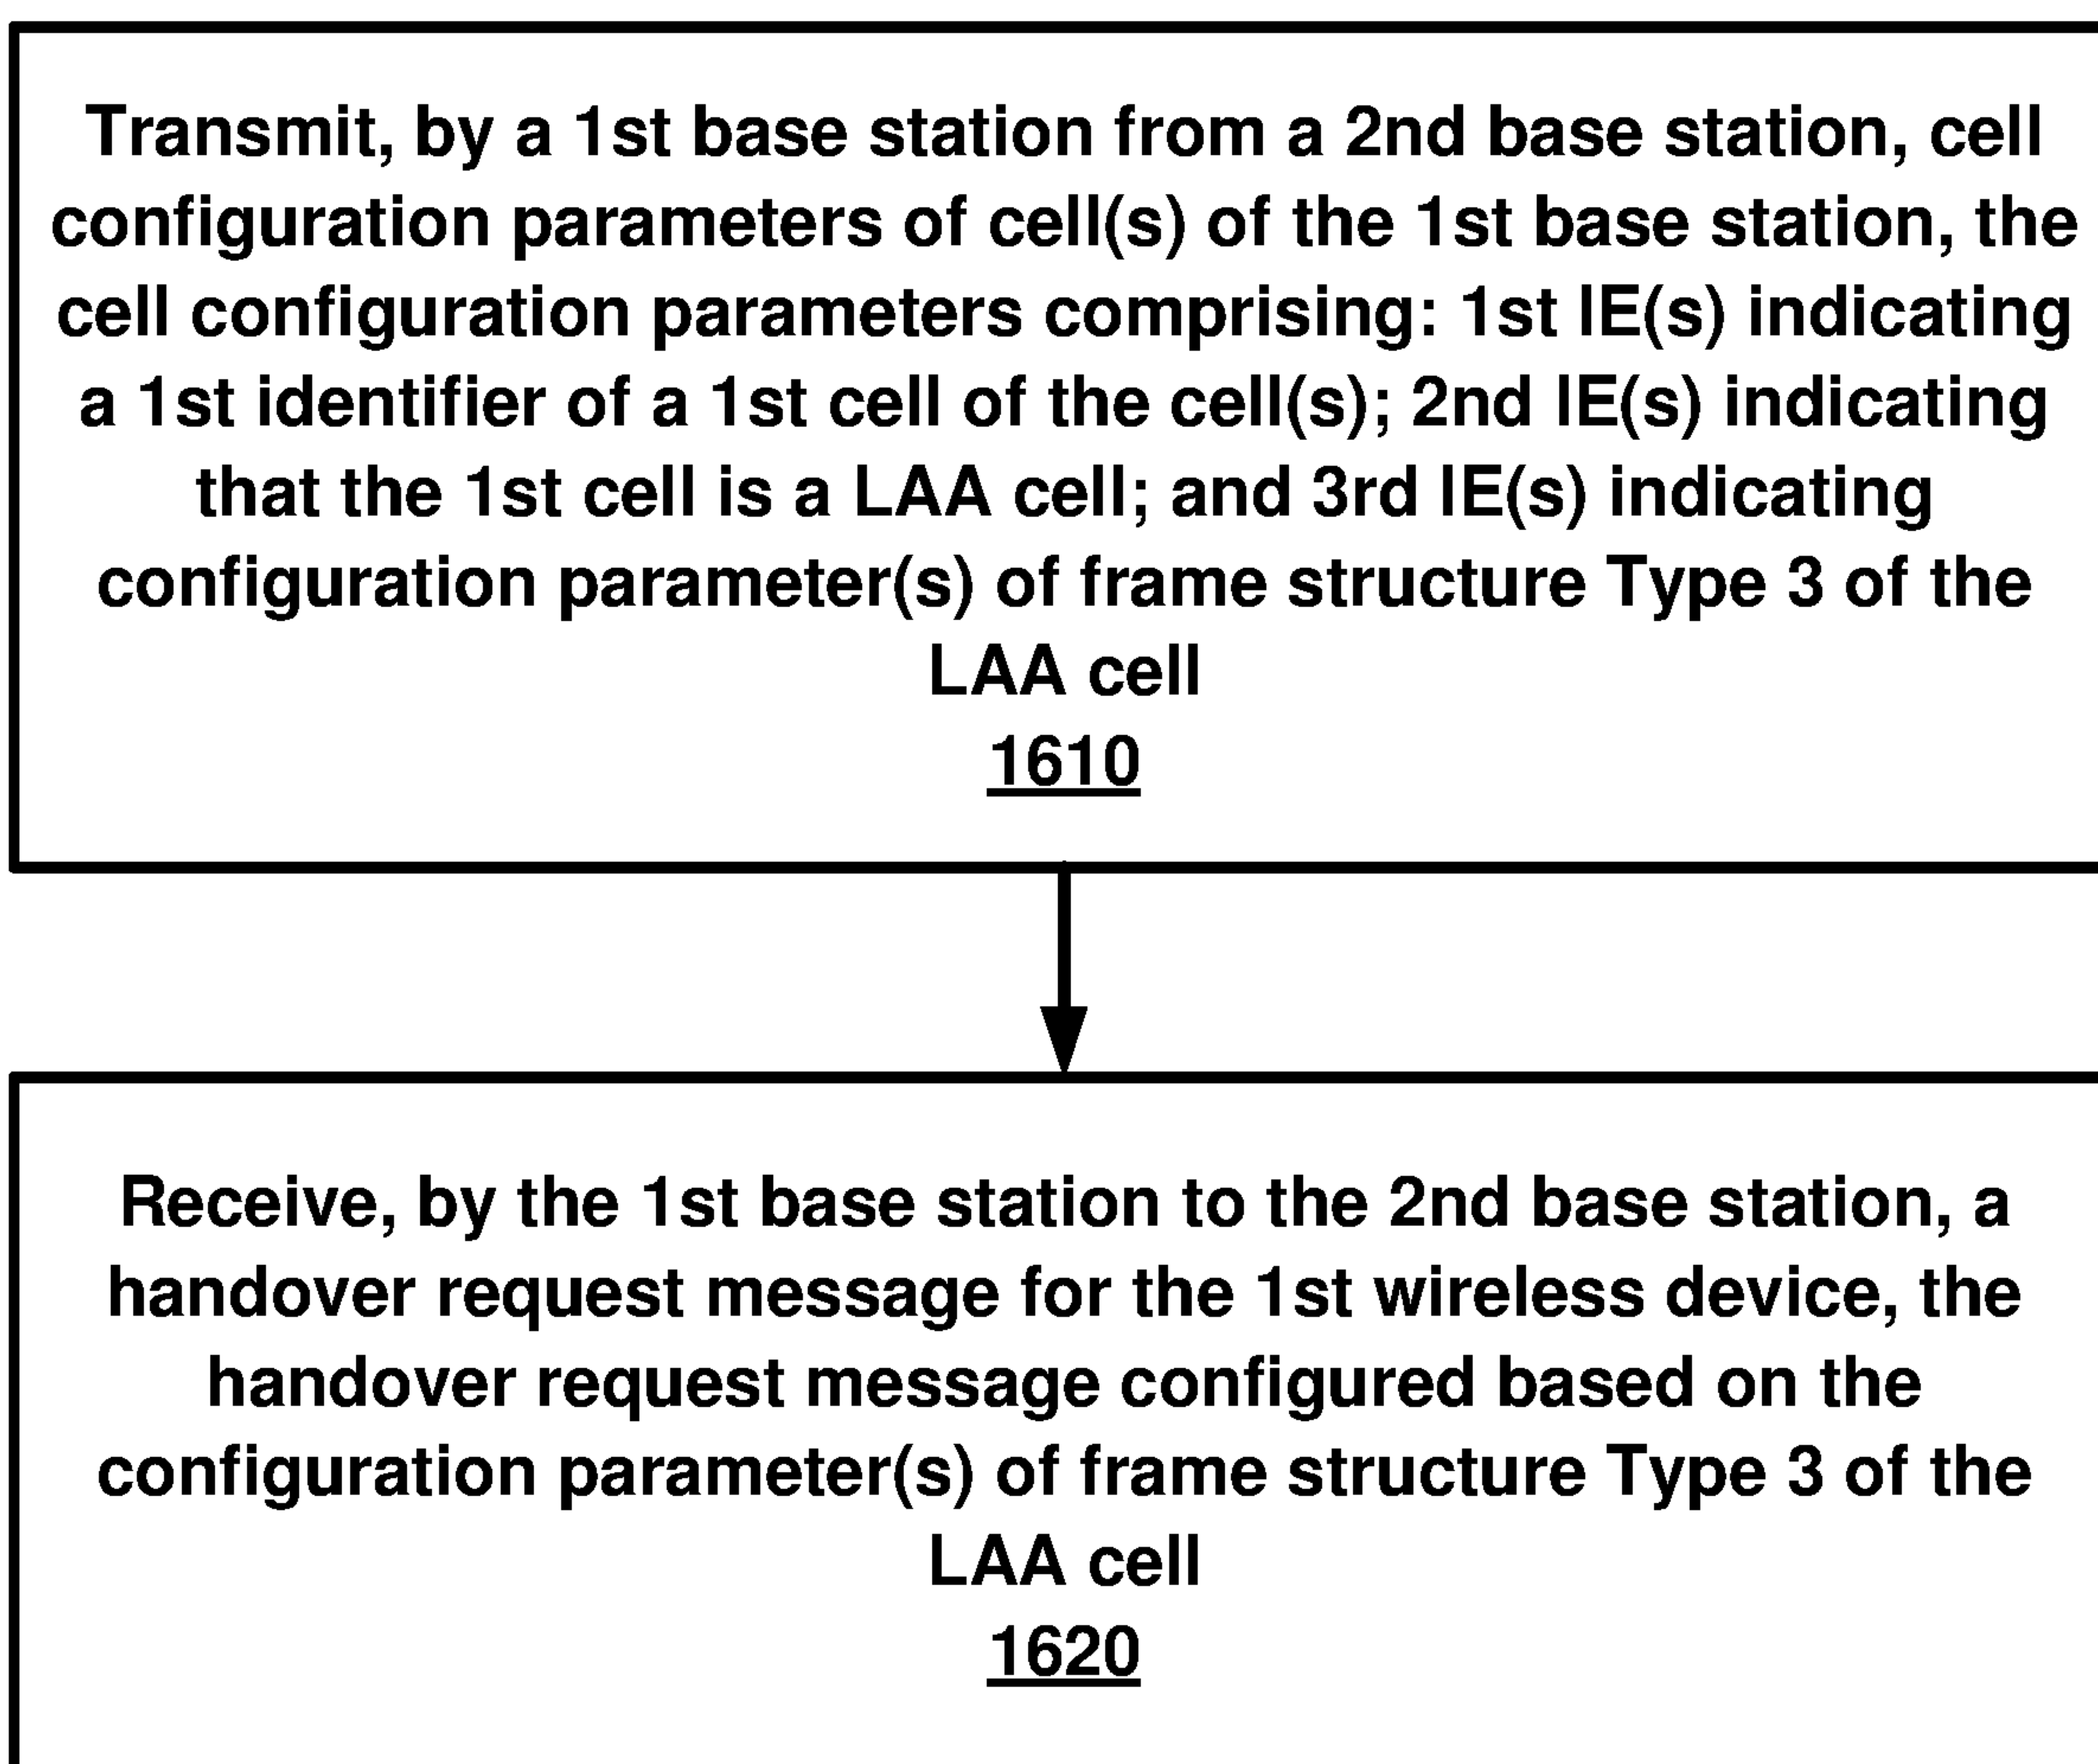 Transmit, by a 1st base station from a 2nd base station, cell
configuration parameters of cell(s) of the 1st base station, the
cell configuration parameters comprising: 1st IE(s) indicating
a 1st identifier of a 1st cell of the cell(s); 2nd IE(s) indicating
that the 1st cell is a LAA cell; and 3rd IE(s) indicating
configuration parameter(s) of frame structure Type 3 of the
LAA cell
1610
Receive, by the 1st base station to the 2nd base station, a
handover request message for the 1st wireless device, the
handover request message configured based on the
configuration parameter(s) of frame structure Type 3 of the
LAA cell
1620